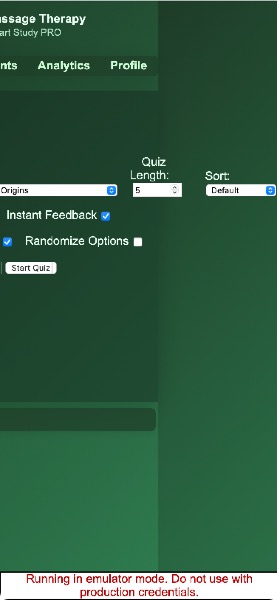 ssage Therapy
art Study PRO
nts Analytics Profile
Quiz
Length: Sort:
Origins 5 Default
Instant Feedback
Randomize Options
Start Quiz
Running in emulator mode. Do not use with
production credentials.